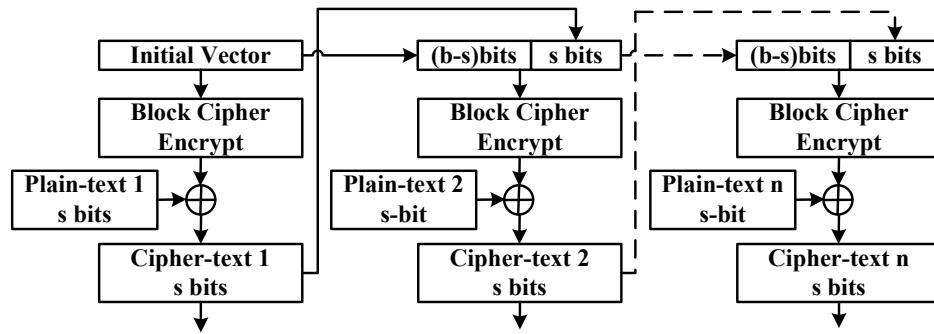 Initial Vector
(b-s)bits
s bits
(b-s)bits
s bits
Block Cipher
Encrypt
Block Cipher
Encrypt
Block Cipher
Encrypt
Plain-text 1
s bits
Plain-text 2
s-bit
Plain-text n
s-bit
Cipher-text 1
s bits
Cipher-text 2
s bits
Cipher-text n
s bits